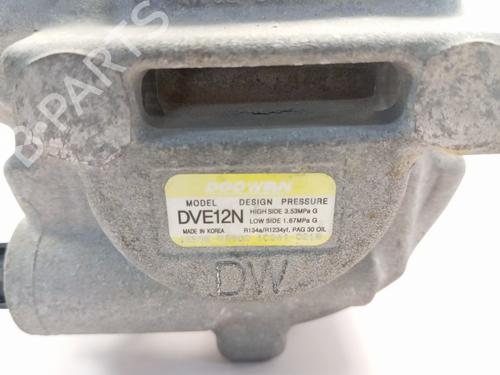 B-PARTS
DOOWON
MODEL DESIGN PRESSURE
DVE12N HIGH SIDE 3.53MPa G
LOW SIDE 1.67MPa G
MADE IN KOREA R134a/R1234yf, PAG 30 OIL
DW